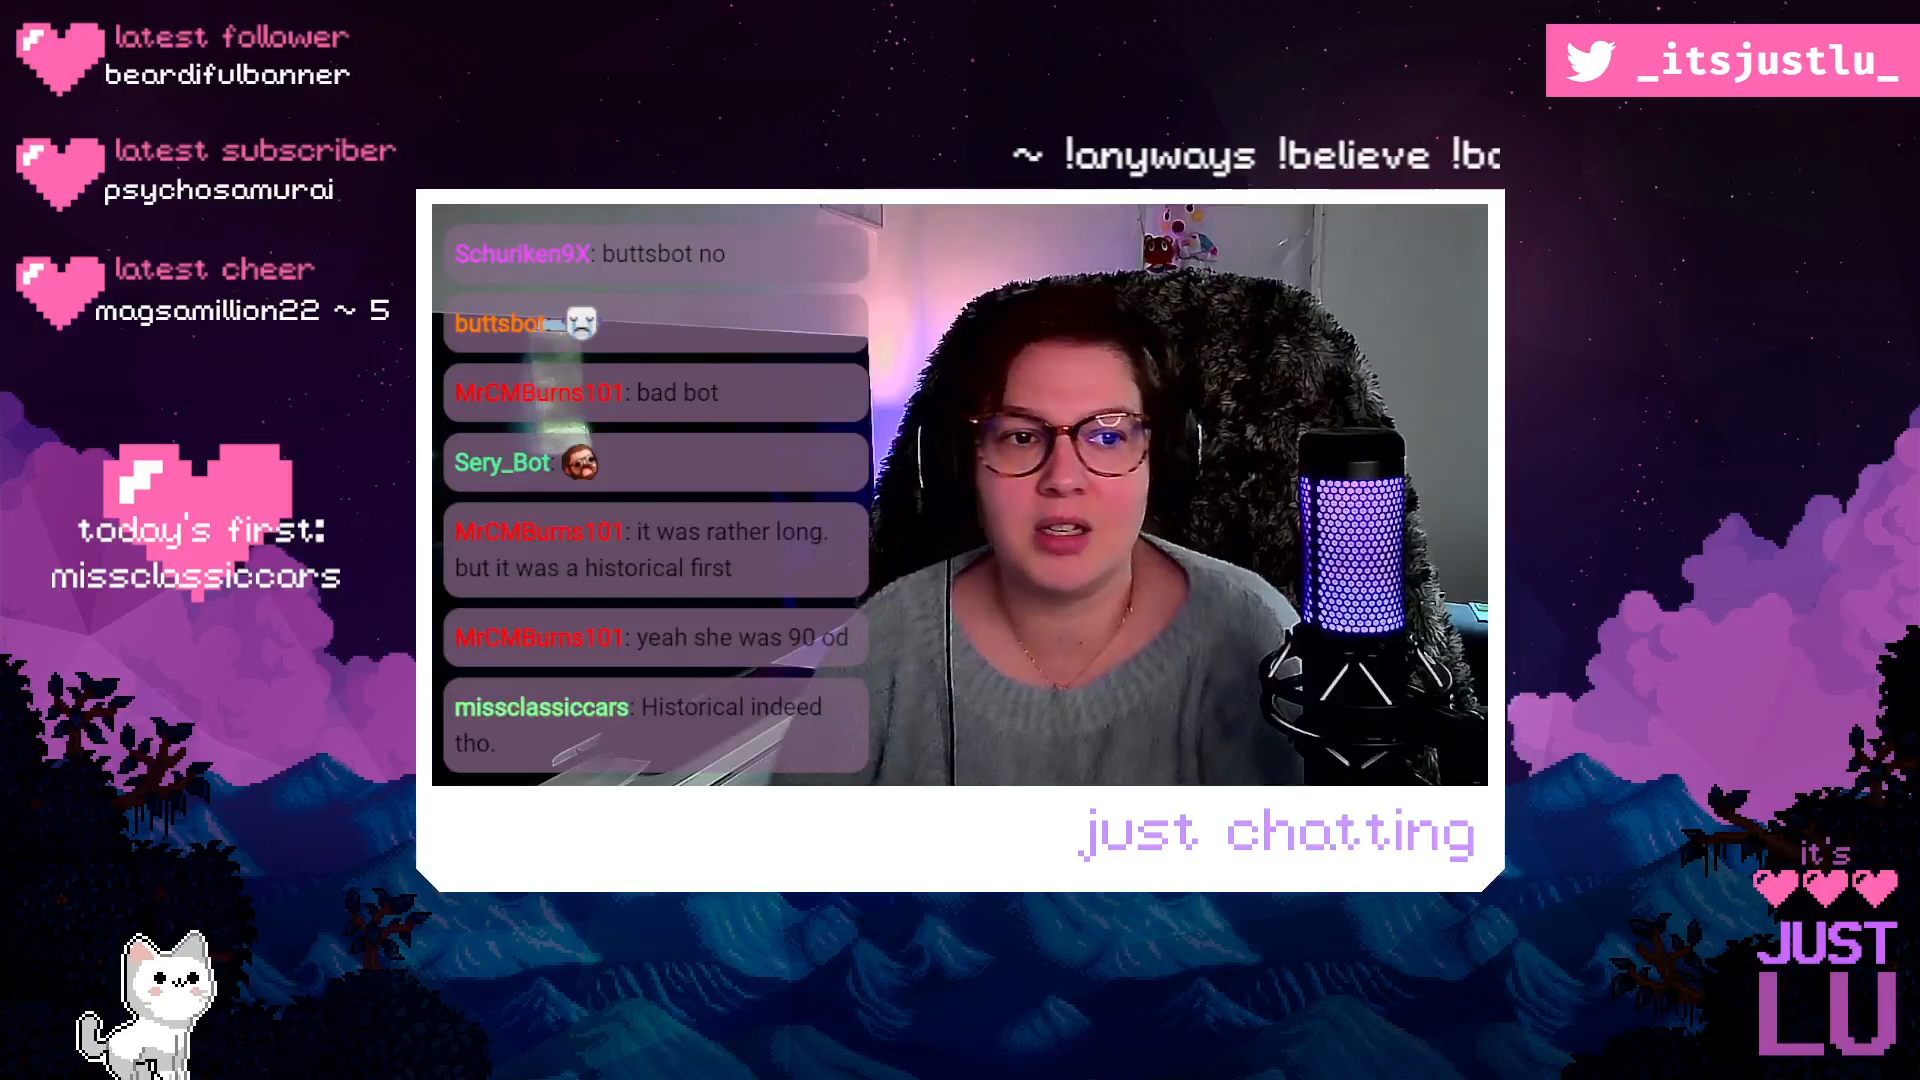 latest follower
beardifulbanner
latest subscriber
psychosamurai
latest cheer
magsamillion22 ~ 5
today's first:
missclassiccars
_itsjustlu_
~ !anyways !believe
Schuriken9X: buttsbot no
buttsbot
MrCMBurns101: bad bot
Sery_Bot:
MrCMBurns101: it was rather long.
but it was a historical first
MrCMBurns101: yeah she was 90 od
missclassiccars: Historical indeed
tho.
just chatting
it's
JUST
LU